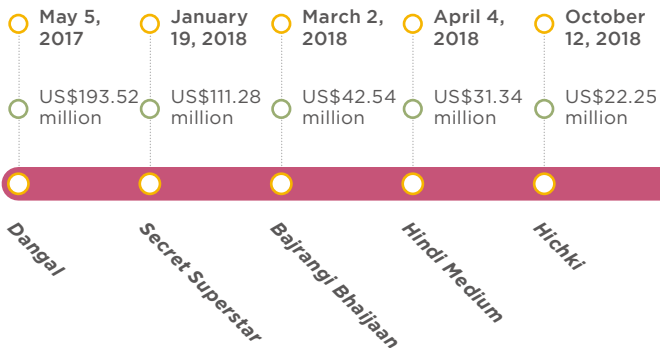 May 5,
2017
January
19, 2018
March 2,
2018
April 4,
2018
October
12, 2018
US$193.52
million
US$111.28
million
US$42.54
million
US$31.34
million
US$22.25
million
Dangal
Secret Superstar
Bajrangi Bhaijaan
Hindi Medium
Hichki